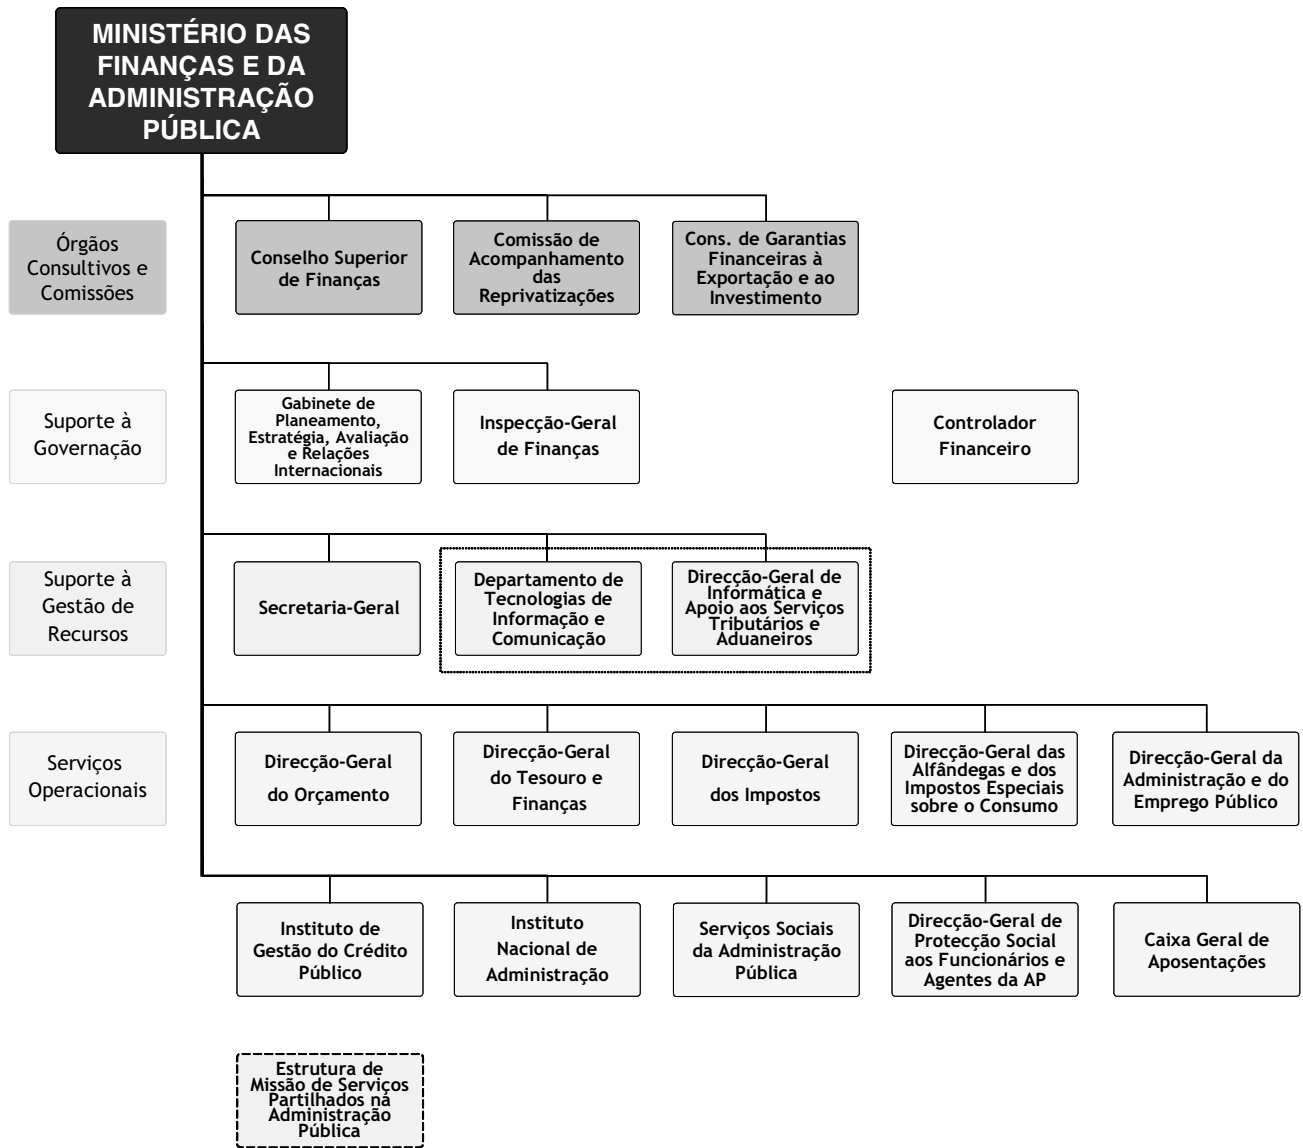 MINISTÉRIO DAS
FINANÇAS E DA
ADMINISTRAÇÃO
PÚBLICA
Órgãos
Consultivos e
Comissões
Conselho Superior
de Finanças
Comissão de
Acompanhamento
das
Reprivatizações
Cons. de Garantias
Financeiras à
Exportação e ao
Investimento
Suporte à
Governação
Gabinete de
Planeamento,
Estratégia, Avaliação
e Relações
Internacionais
Inspecção-Geral
de Finanças
Controlador
Financeiro
Suporte à
Gestão de
Recursos
Secretaria-Geral
Departamento de
Tecnologias de
Informação e
Comunicação
Direcção-Geral de
Informática e
Apoio aos Serviços
Tributários e
Aduaneiros
Serviços
Operacionais
Direcção-Geral
do Orçamento
Direcção-Geral
do Tesouro e
Finanças
Direcção-Geral
dos Impostos
Direcção-Geral das
Alfândegas e dos
Impostos Especiais
sobre o Consumo
Direcção-Geral da
Administração e do
Emprego Público
Instituto de
Gestão do Crédito
Público
Instituto
Nacional de
Administração
Serviços Sociais
da Administração
Pública
Direcção-Geral de
Protecção Social
aos Funcionários e
Agentes da AP
Caixa Geral de
Aposentações
Estrutura de
Missão de Serviços
Partilhados na
Administração
Pública